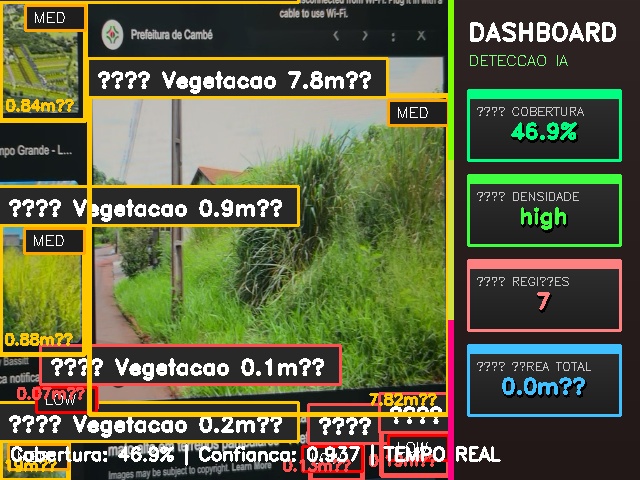 cable to use Wi-Fi.
MED
Prefeitura de Cambé
DASHBOARD
DETECCAO IA
???? Vegetacao 7.8m??
0.84m??
MED
???? COBERTURA
46.9%
mpo Grande - L...
???? Vegetacao 0.9m??
???? DENSIDADE
high
MED
???? REGI??ES
7
0.88m??
Bassitt
???? Vegetacao 0.1m??
a notifica
???? ??REA TOTAL
0.0m??
0.07m??
LOW
7.82m??
????
???? Vegetacao 0.2m??
????
LOW
Cobertura: 46.9% | Confianca: 0.937 | TEMPO REAL
Images may be subject to copyright. Learn More
0.13m??